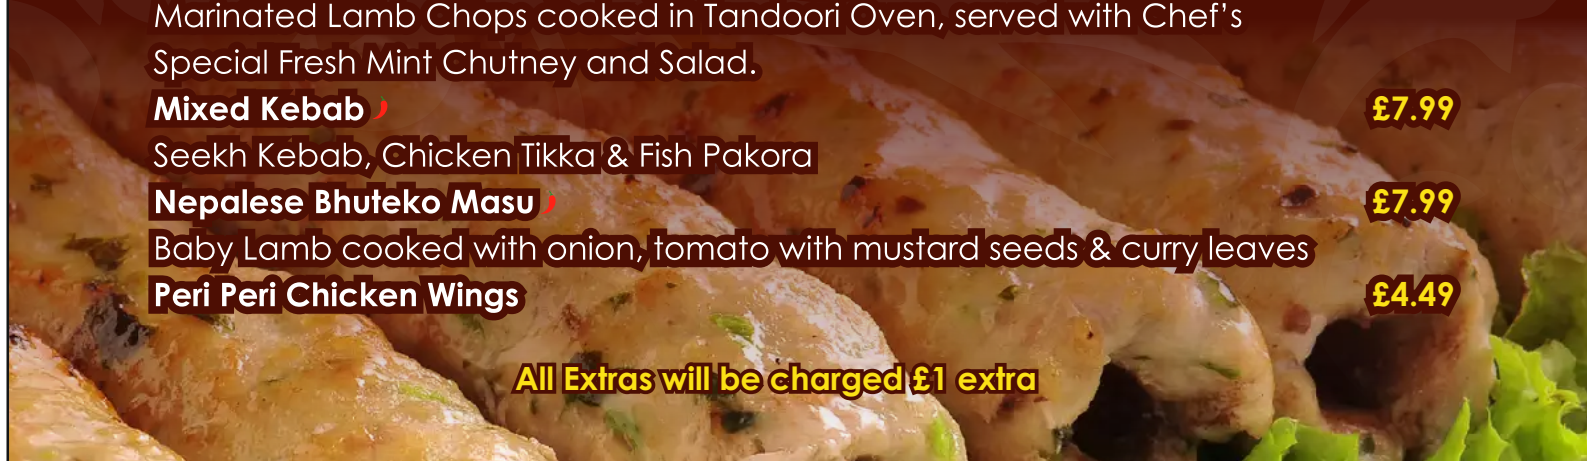 Marinated Lamb Chops cooked in Tandoori Oven, served with Chef's
Special Fresh Mint Chutney and Salad.
Mixed Kebab £7.99
Seekh Kebab, Chicken Tikka & Fish Pakora
Nepalese Bhuteko Masu £7.99
Baby Lamb cooked with onion, tomato with mustard seeds & curry leaves
Peri Peri Chicken Wings £4.49
All Extras will be charged £1 extra